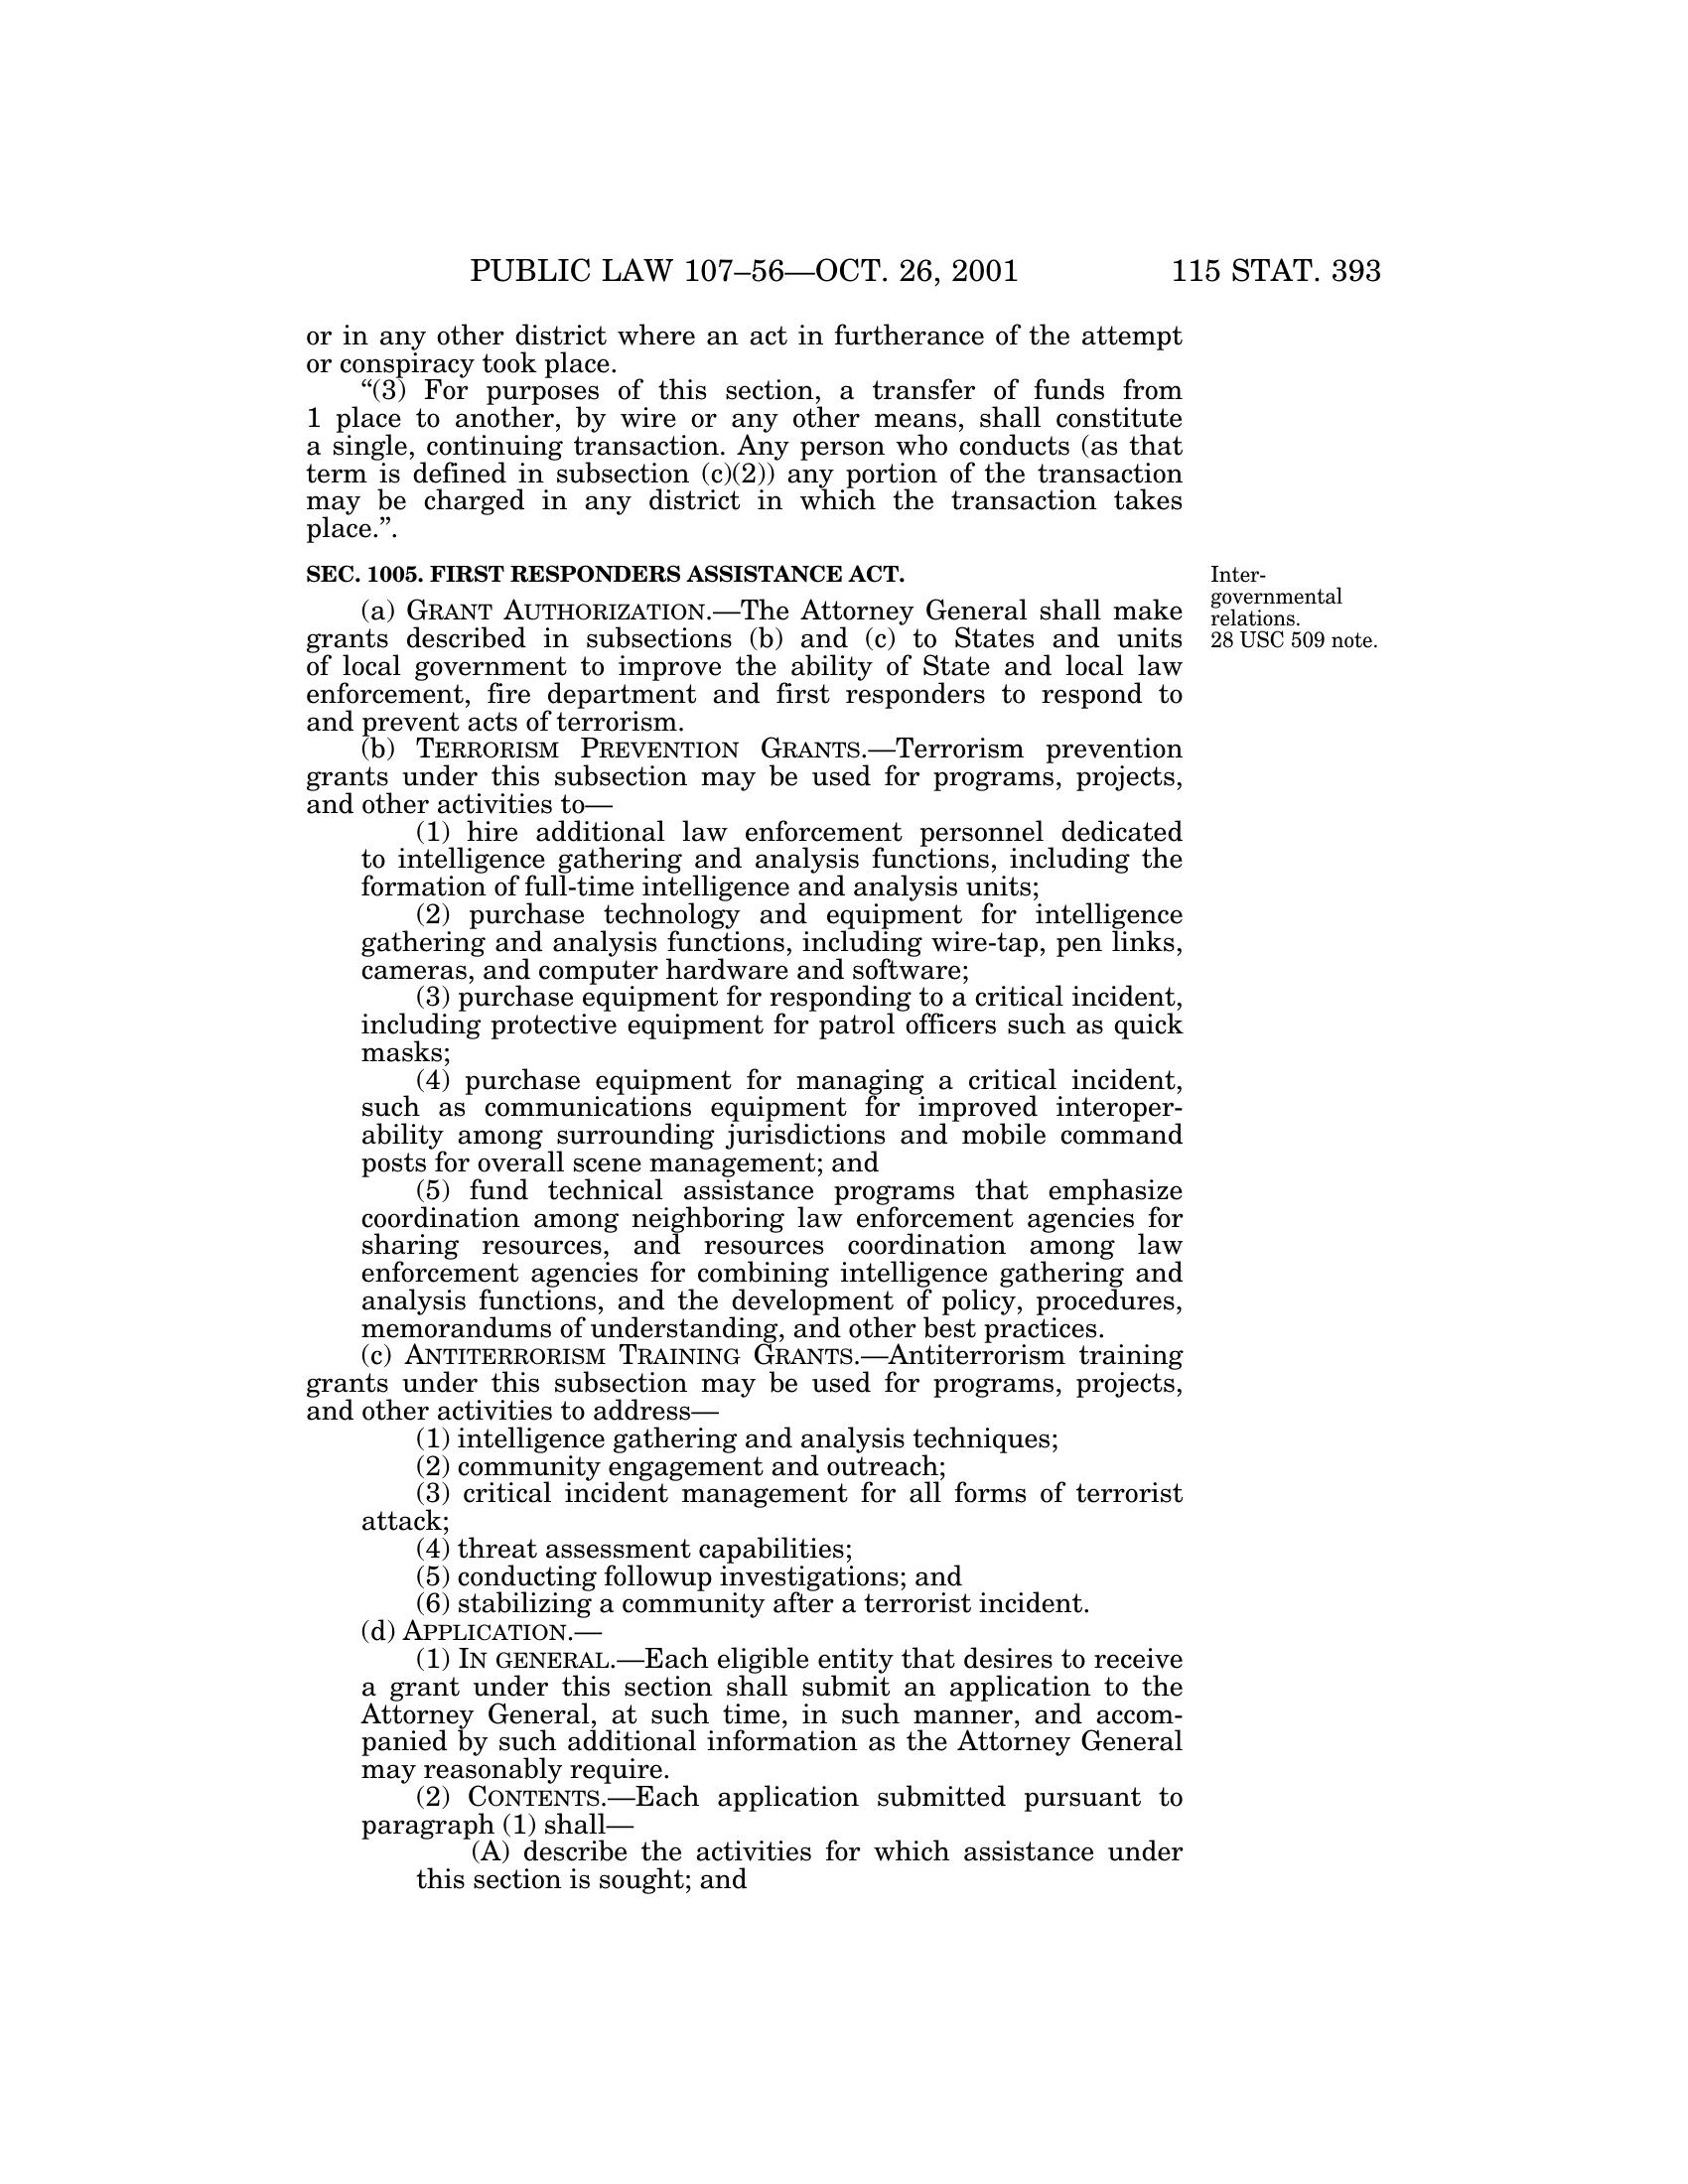 PUBLIC LAW 107–56—OCT. 26, 2001 115 STAT. 393
or in any other district where an act in furtherance of the attempt
or conspiracy took place.
“(3) For purposes of this section, a transfer of funds from
1 place to another, by wire or any other means, shall constitute
a single, continuing transaction. Any person who conducts (as that
term is defined in subsection (c)(2)) any portion of the transaction
may be charged in any district in which the transaction takes
place.”.
SEC. 1005. FIRST RESPONDERS ASSISTANCE ACT.
Inter-
governmental
relations.
28 USC 509 note.
(a) GRANT AUTHORIZATION.—The Attorney General shall make
grants described in subsections (b) and (c) to States and units
of local government to improve the ability of State and local law
enforcement, fire department and first responders to respond to
and prevent acts of terrorism.
(b) TERRORISM PREVENTION GRANTS.—Terrorism prevention
grants under this subsection may be used for programs, projects,
and other activities to—
(1) hire additional law enforcement personnel dedicated
to intelligence gathering and analysis functions, including the
formation of full-time intelligence and analysis units;
(2) purchase technology and equipment for intelligence
gathering and analysis functions, including wire-tap, pen links,
cameras, and computer hardware and software;
(3) purchase equipment for responding to a critical incident,
including protective equipment for patrol officers such as quick
masks;
(4) purchase equipment for managing a critical incident,
such as communications equipment for improved interoper-
ability among surrounding jurisdictions and mobile command
posts for overall scene management; and
(5) fund technical assistance programs that emphasize
coordination among neighboring law enforcement agencies for
sharing resources, and resources coordination among law
enforcement agencies for combining intelligence gathering and
analysis functions, and the development of policy, procedures,
memorandums of understanding, and other best practices.
(c) ANTITERRORISM TRAINING GRANTS.—Antiterrorism training
grants under this subsection may be used for programs, projects,
and other activities to address—
(1) intelligence gathering and analysis techniques;
(2) community engagement and outreach;
(3) critical incident management for all forms of terrorist
attack;
(4) threat assessment capabilities;
(5) conducting followup investigations; and
(6) stabilizing a community after a terrorist incident.
(d) APPLICATION.—
(1) IN GENERAL.—Each eligible entity that desires to receive
a grant under this section shall submit an application to the
Attorney General, at such time, in such manner, and accom-
panied by such additional information as the Attorney General
may reasonably require.
(2) CONTENTS.—Each application submitted pursuant to
paragraph (1) shall—
(A) describe the activities for which assistance under
this section is sought; and